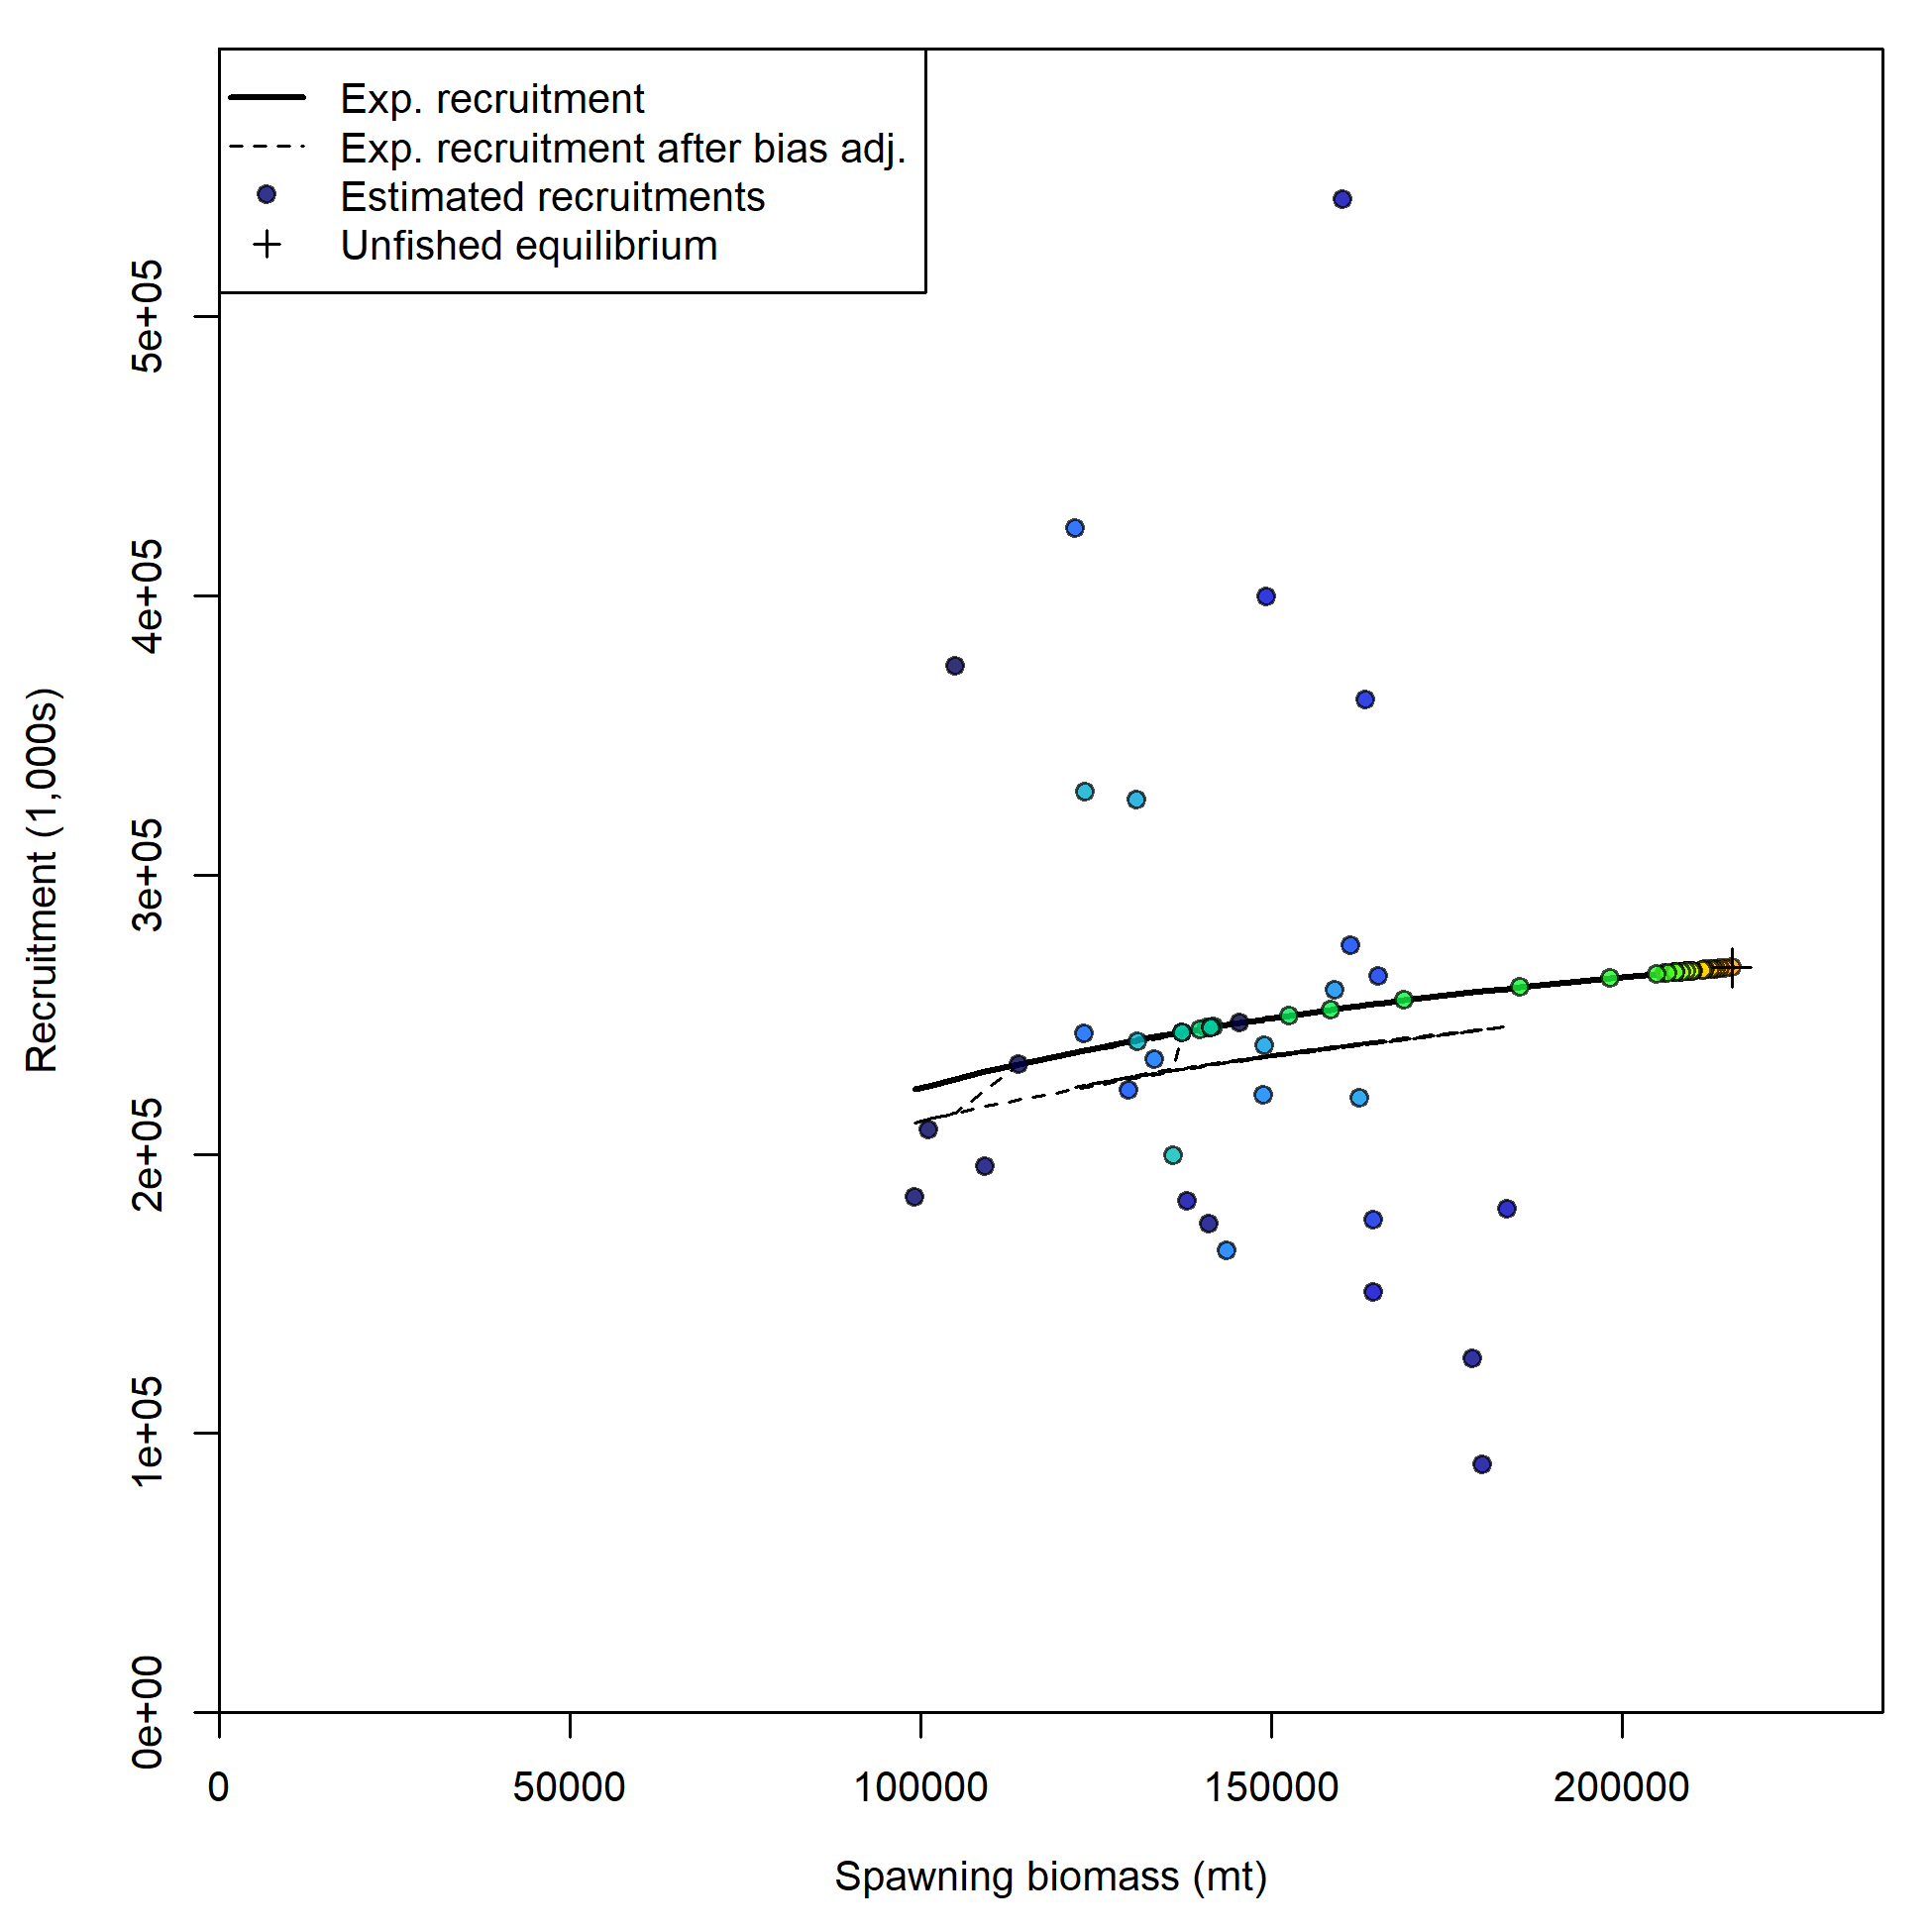 Exp. recruitment
Exp. recruitment after bias adj.
Estimated recruitments
Unfished equilibrium
Recruitment (1,000s)
5e+05
4e+05
3e+05
2e+05
1e+05
0e+00
0 50000 100000 150000 200000
Spawning biomass (mt)